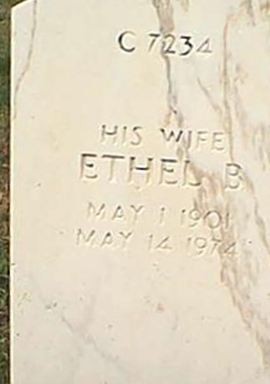 C 7234
HIS WIFE
ETHEL B
MAY 1 1901
MAY 14 1974